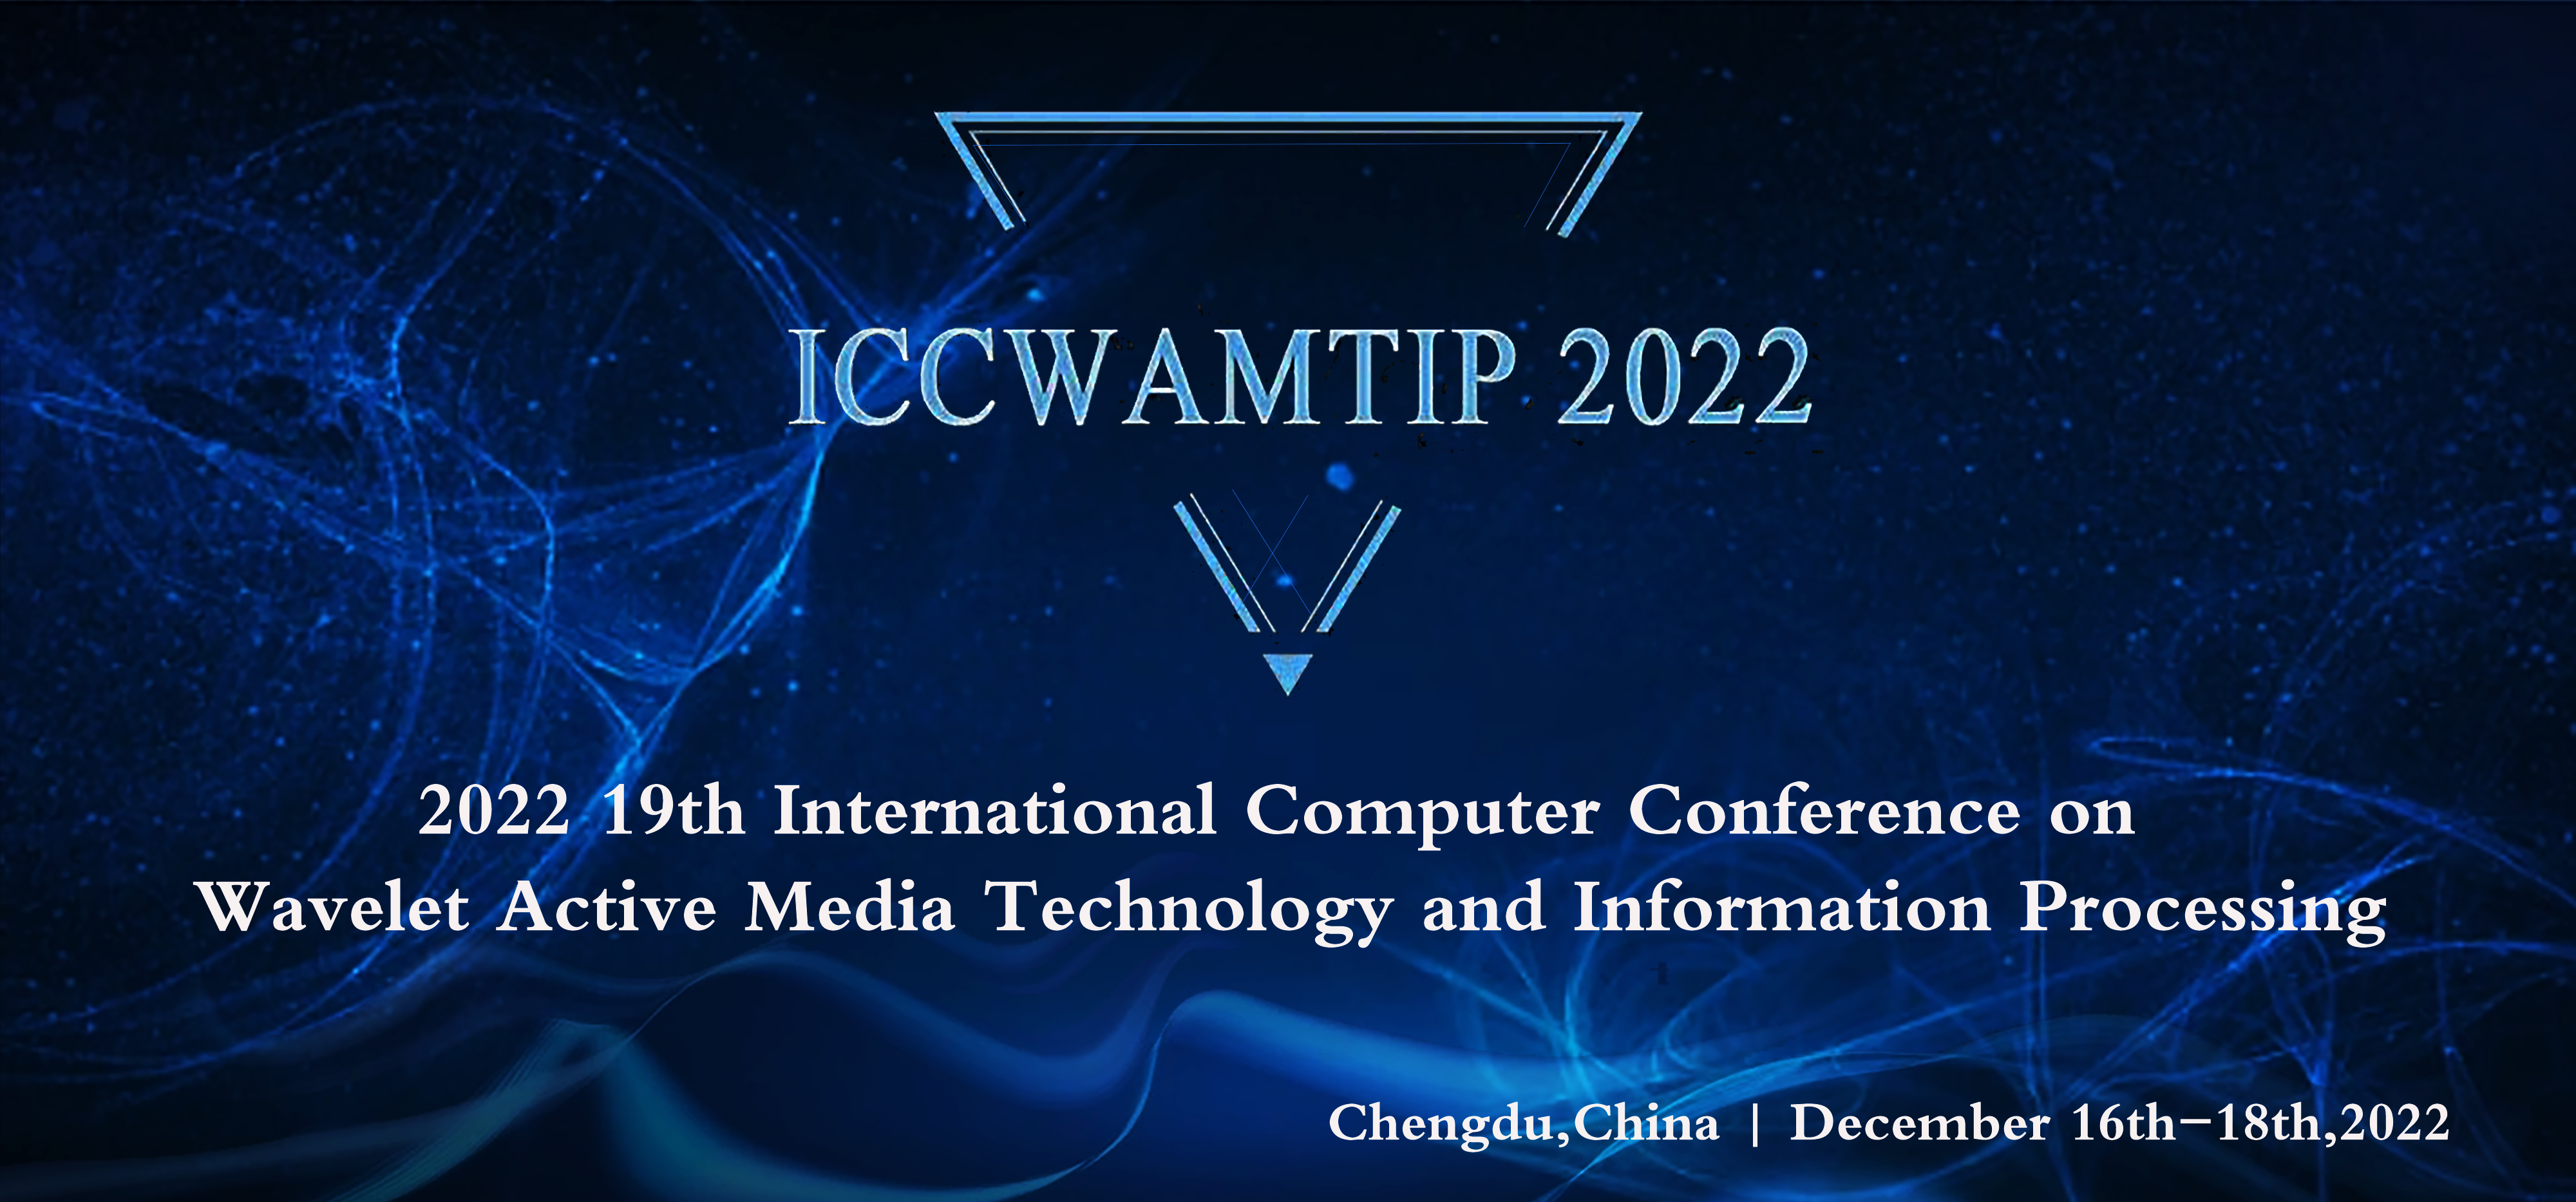 ICCWAMTIP 2022
2022 19th International Computer Conference on
Wavelet Active Media Technology and Information Processing
Chengdu,China | December 16th-18th,2022